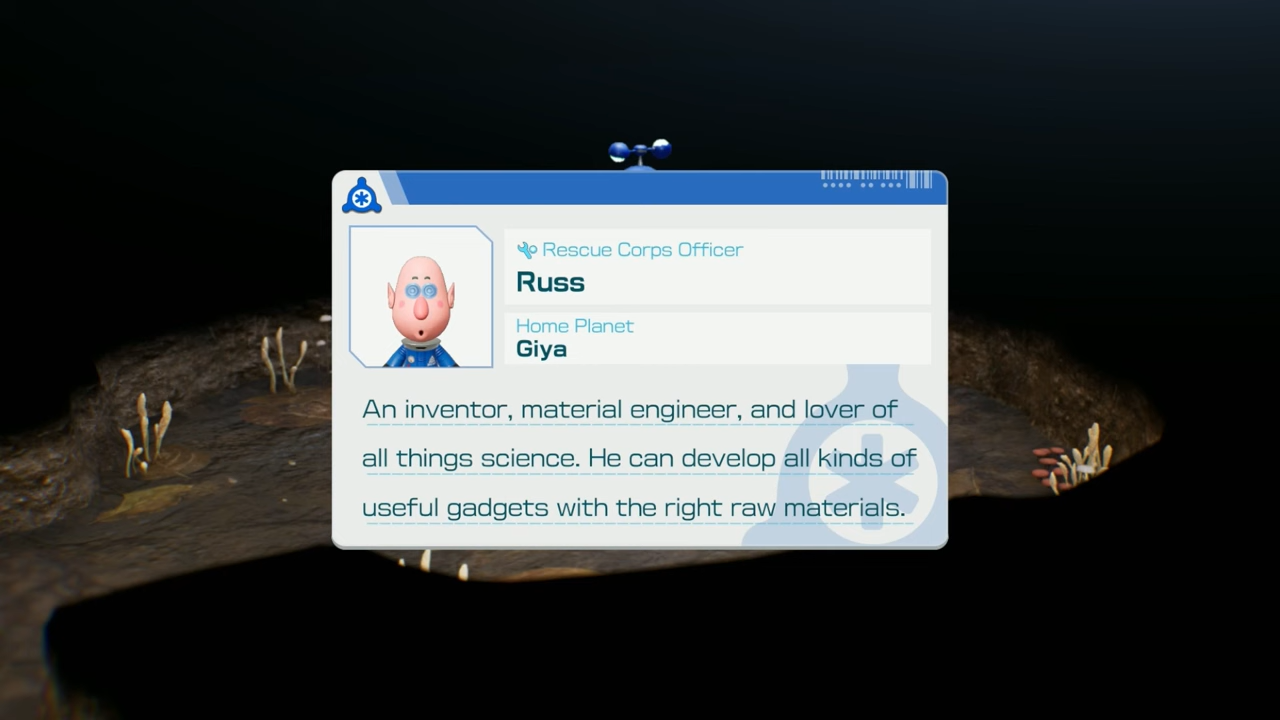 Rescue Corps Officer
Russ
Home Planet
Giya
An inventor, material engineer, and lover of
all things science. He can develop all kinds of
useful gadgets with the right raw materials.